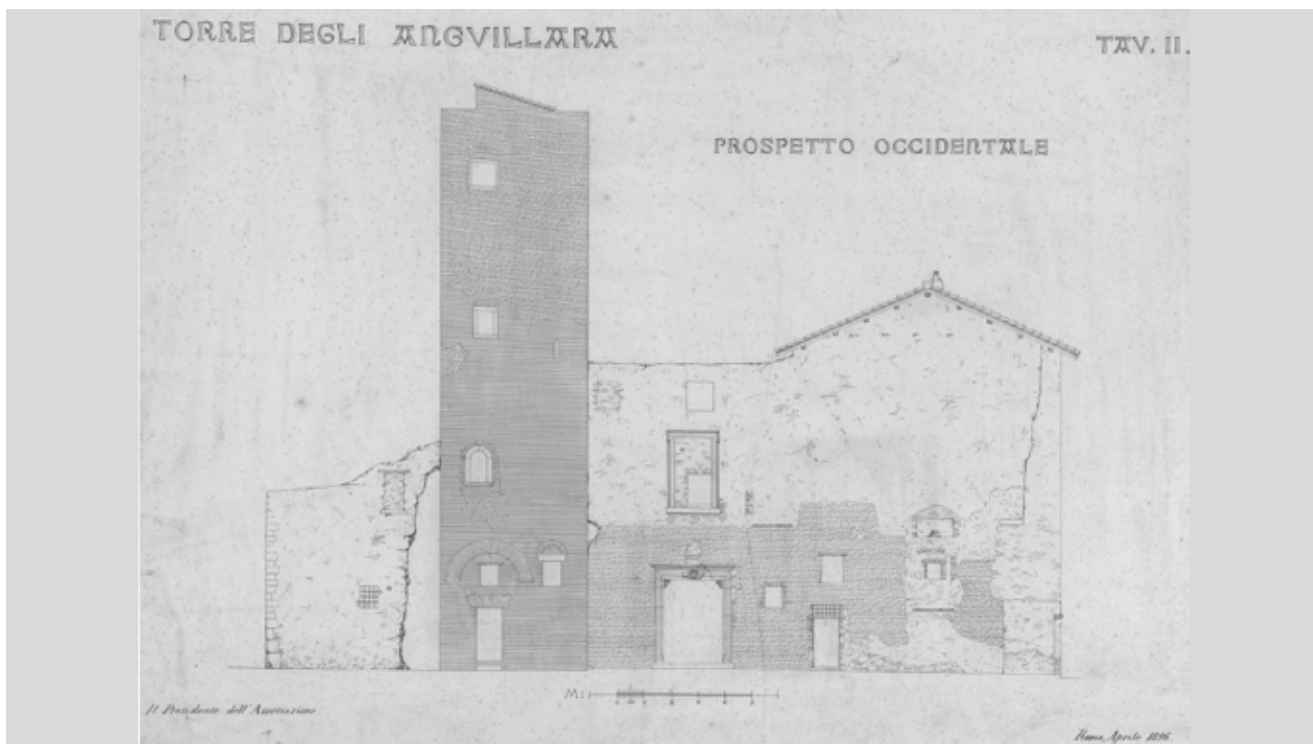 TORRE DEGLI ANGVILLARA
TAV. II.
PROSPETTO OCCIDENTALE
M:
Il Presidente dell'Associazione
Roma, Aprile 1896.